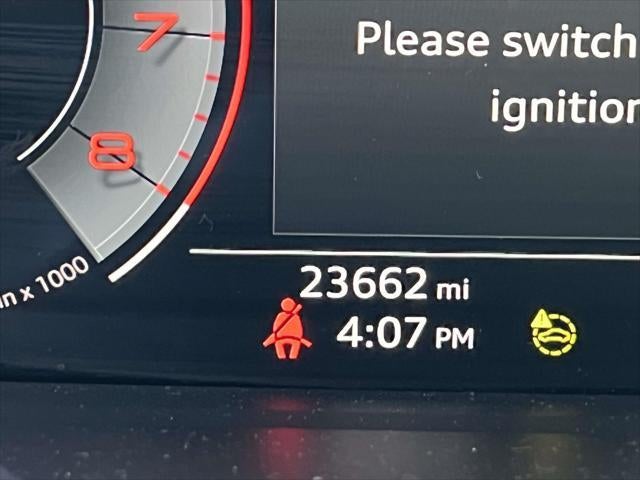 7
Please switch
ignition
8
n x 1000
23662 mi
4:07 PM